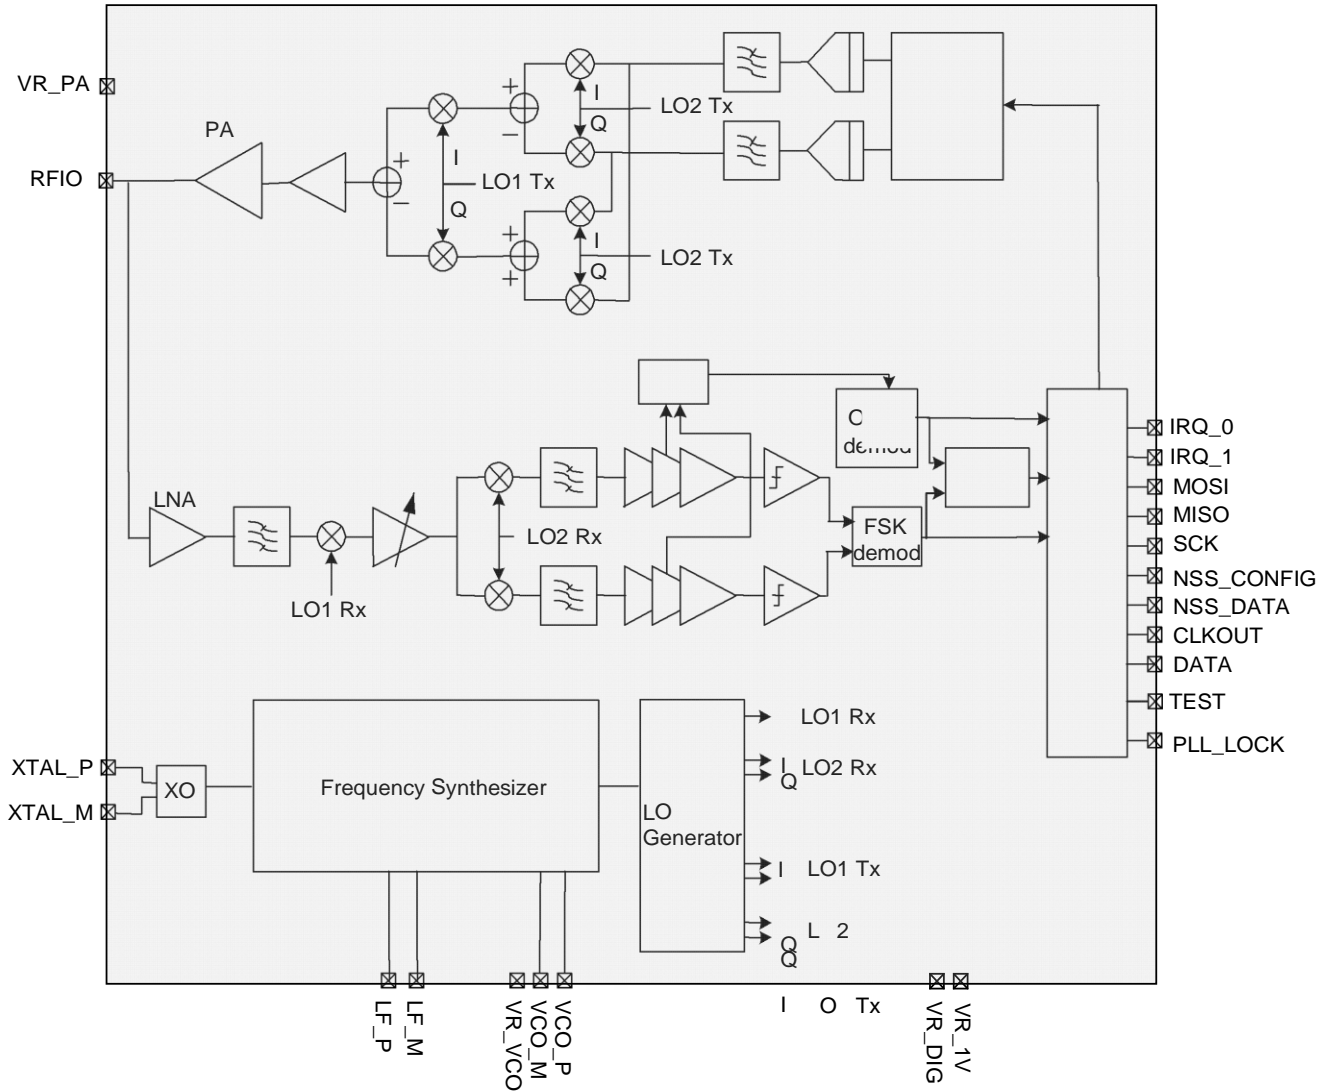 VR_PA
PA
RFIO
+
−
I
LO1 Tx
Q
+
−
I
LO2 Tx
Q
+
+
I
LO2 Tx
Q
LNA
LO1 Rx
LO2 Rx
FSK
demod
IRQ_0
IRQ_1
MOSI
MISO
SCK
NSS_CONFIG
NSS_DATA
CLKOUT
DATA
TEST
PLL_LOCK
XTAL_P
XO
XTAL_M
Frequency Synthesizer
LO
Generator
LO1 Rx
I LO2 Rx
Q
I LO1 Tx
L 2
Q
Q
I O Tx
LF_P
LF_M
VR_VCO
VCO_M
VCO_P
VR_DIG
VR_1V